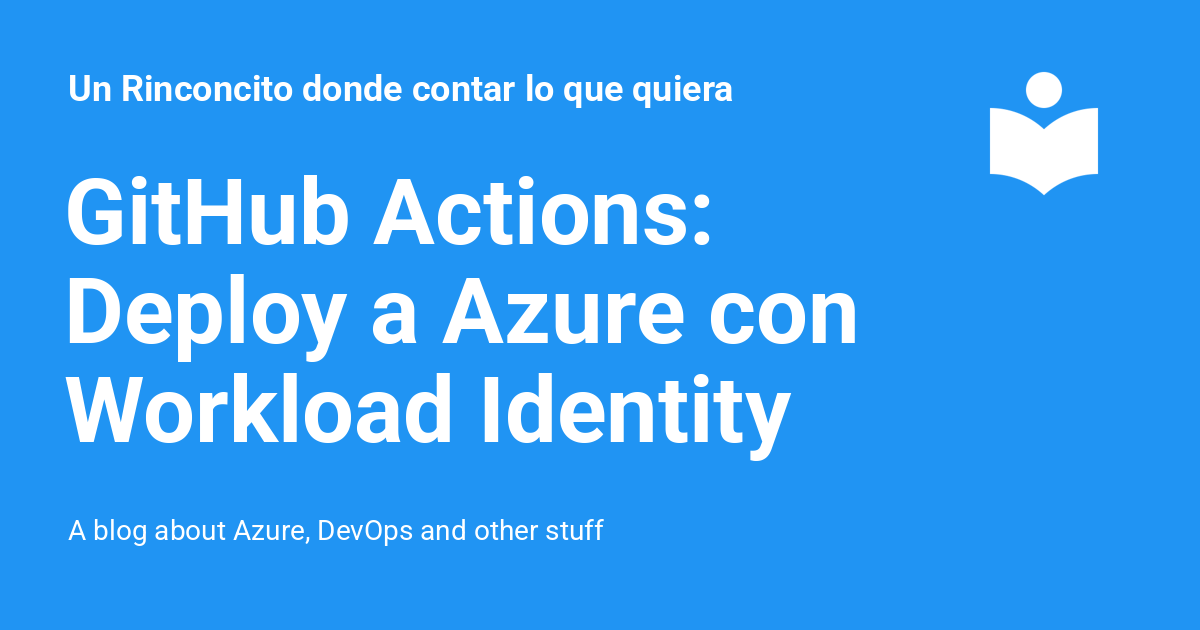 Un Rinconcito donde contar lo que quiera
GitHub Actions:
Deploy a Azure con
Workload Identity
A blog about Azure, DevOps and other stuff